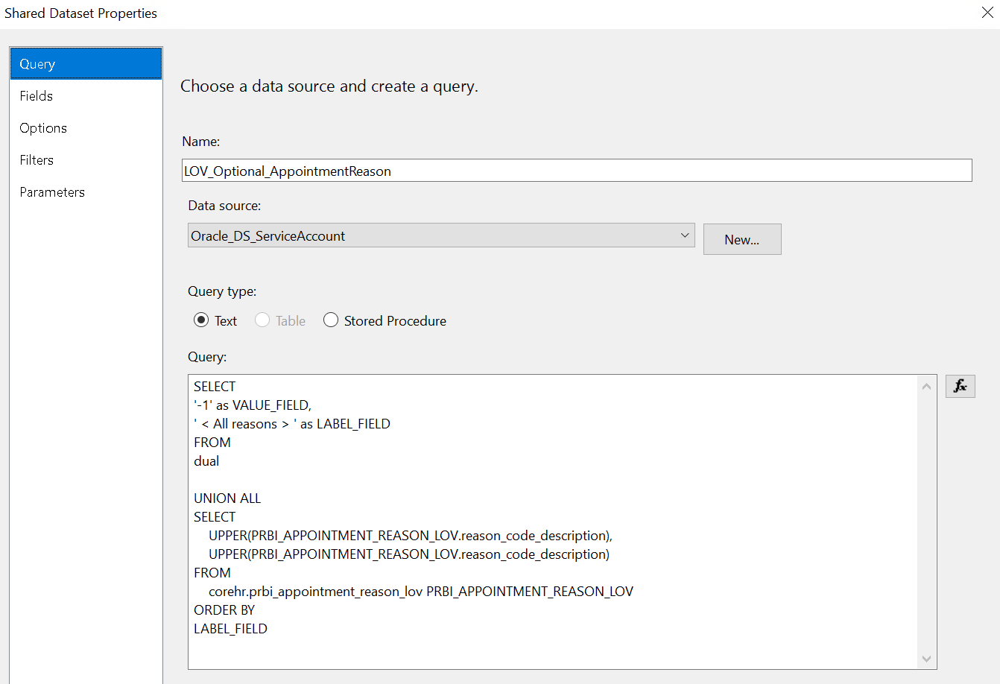 Shared Dataset Properties
Query
Fields
Options
Filters
Parameters
Choose a data source and create a query.
Name:
LOV_Optional_AppointmentReason
Data source:
Oracle_DS_ServiceAccount
New...
Query type:
Text
Table
Stored Procedure
Query:
SELECT
'-1' as VALUE_FIELD,
' < All reasons > ' as LABEL_FIELD
FROM
dual
UNION ALL
SELECT
UPPER(PRBI_APPOINTMENT_REASON_LOV.reason_code_description),
UPPER(PRBI_APPOINTMENT_REASON_LOV.reason_code_description)
FROM
corehr.prbi_appointment_reason_lov PRBI_APPOINTMENT_REASON_LOV
ORDER BY
LABEL_FIELD
fx